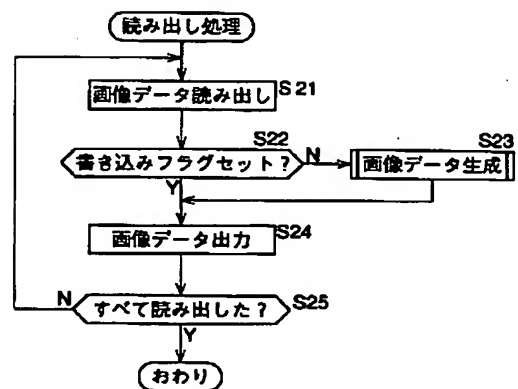 読み出し処理
画像データ読み出し S21
書き込みフラグセット? S22
N
画像データ生成 S23
Y
画像データ出力 S24
N
すべて読み出した? S25
Y
おわり